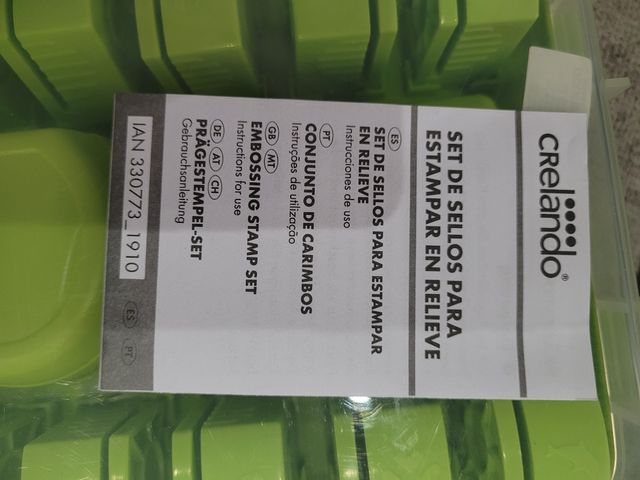 CRelando®
SET DE SELLOS PARA
ESTAMPAR EN RELIEVE
ES
SET DE SELLOS PARA ESTAMPAR
EN RELIEVE
Instrucciones de uso
PT
CONJUNTO DE CARIMBOS
Instruções de utilização
GB MT
EMBOSSING STAMP SET
Instructions for use
DE AT CH
PRÄGESTEMPEL-SET
Gebrauchsanleitung
IAN 330773_1910
ES PT